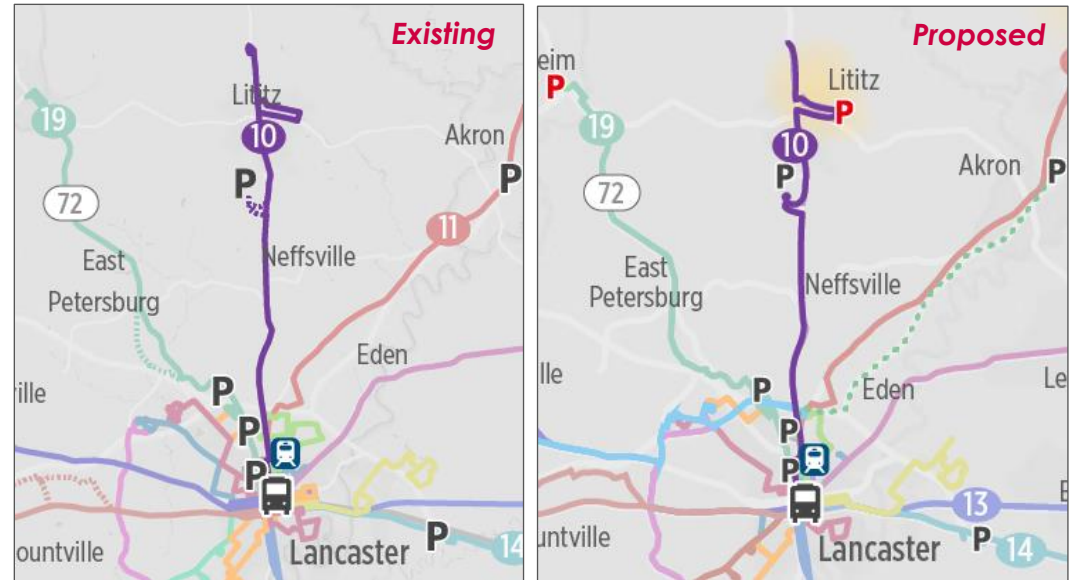 Existing
Lititz
19
10
Akron
P
P
72
11
East
Petersburg
Neffsville
Eden
ville
P
P
P
Lancaster
P
ountville
14
Proposed
eim
P
Lititz
P
19
10
Akron
P
P
72
East
Petersburg
Neffsville
lle
Eden
Le
P
P
P
13
P
untville
Lancaster
14